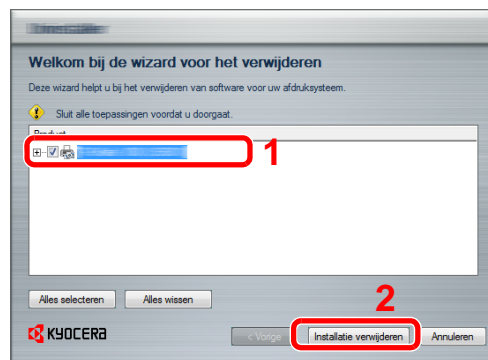 Welkom bij de wizard voor het verwijderen
Deze wizard helpt u bij het verwijderen van software voor uw afdruksysteem.
Sluit alle toepassingen voordat u doorgaat.
Product
1
Alles selecteren Alles wissen
2
KYOCERA
< Vorige Installatie verwijderen Annuleren